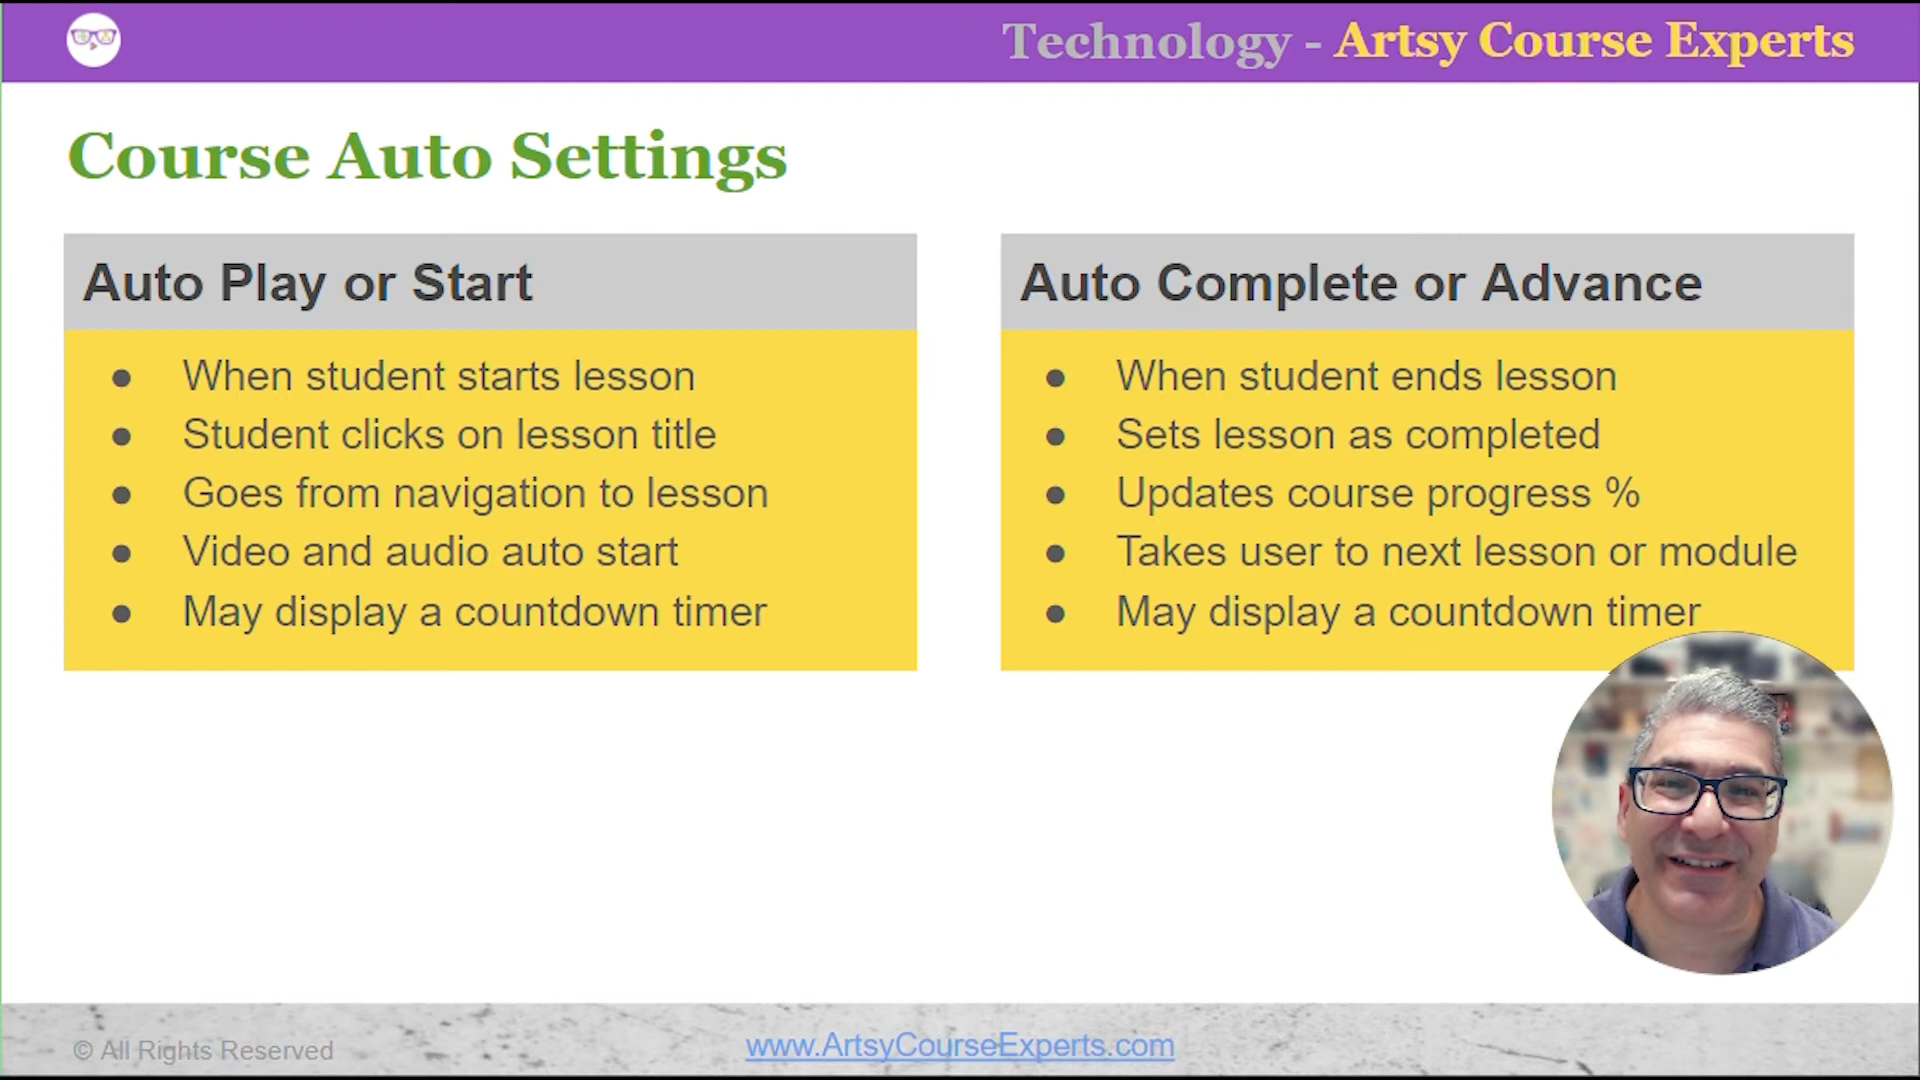 Technology - Artsy Course Experts
Course Auto Settings
Auto Play or Start
● When student starts lesson
● Student clicks on lesson title
● Goes from navigation to lesson
● Video and audio auto start
● May display a countdown timer
Auto Complete or Advance
● When student ends lesson
● Sets lesson as completed
● Updates course progress %
● Takes user to next lesson or module
● May display a countdown timer
© All Rights Reserved
www.ArtsyCourseExperts.com